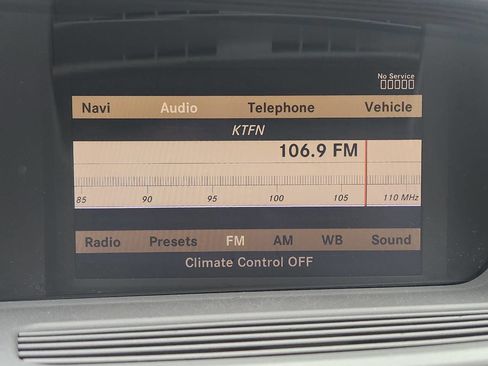 No Service
Navi Audio Telephone Vehicle
KTFN
106.9 FM
85 90 95 100 105 110 MHz
Radio Presets FM AM WB Sound
Climate Control OFF